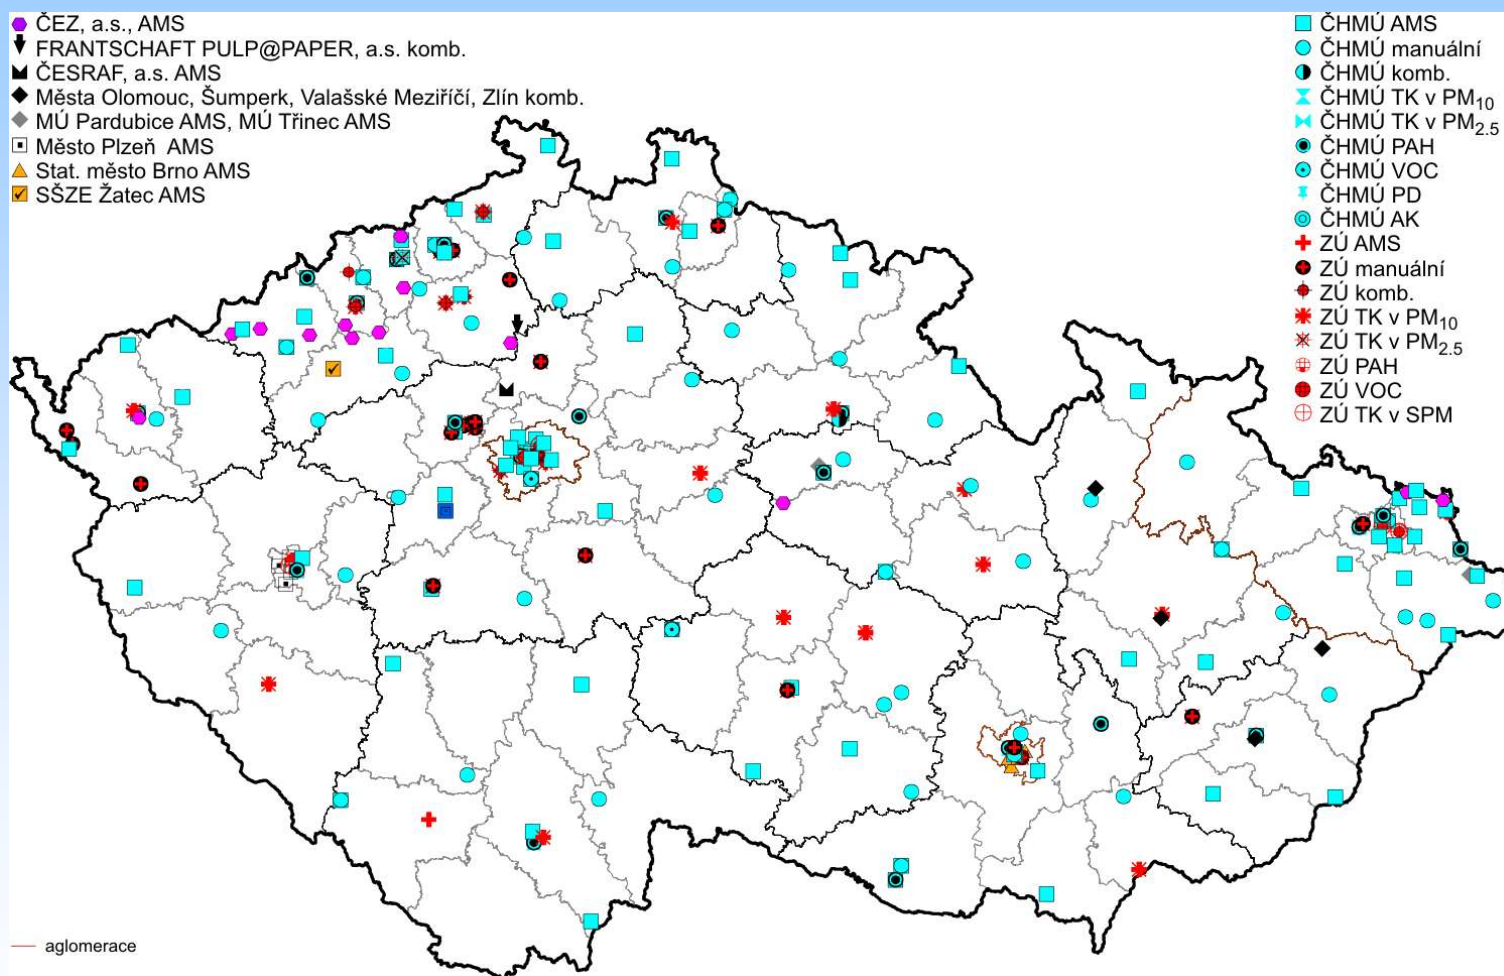 ČEZ, a.s., AMS
FRANTSCHAFT PULP@PAPER, a.s. komb.
ČESRAF, a.s. AMS
Města Olomouc, Šumperk, Valašské Meziříčí, Zlín komb.
MÚ Pardubice AMS, MÚ Třinec AMS
Město Plzeň AMS
Stat. město Brno AMS
SŠZE Žatec AMS
ČHMÚ AMS
ČHMÚ manuální
ČHMÚ komb.
ČHMÚ TK v PM10
ČHMÚ TK v PM2.5
ČHMÚ PAH
ČHMÚ VOC
ČHMÚ PD
ČHMÚ AK
ZÚ AMS
ZÚ manuální
ZÚ komb.
ZÚ TK v PM10
ZÚ TK v PM2.5
ZÚ PAH
ZÚ VOC
ZÚ TK v SPM
aglomerace